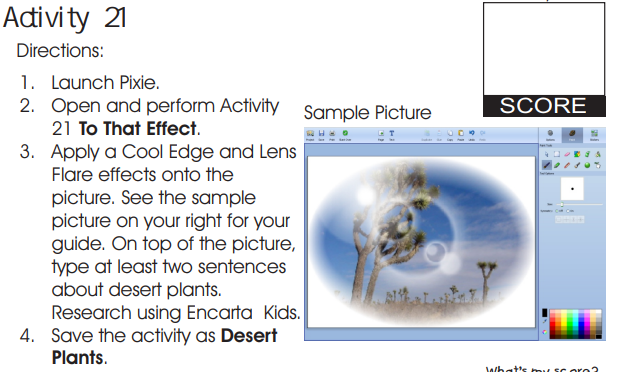 Activity 21
Directions:
1. Launch Pixie.
2. Open and perform Activity
21 To That Effect.
3. Apply a Cool Edge and Lens
Flare effects onto the
picture. See the sample
picture on your right for your
guide. On top of the picture,
type at least two sentences
about desert plants.
Research using Encarta Kids.
4. Save the activity as Desert
Plants.
SCORE
Sample Picture
What's my score?